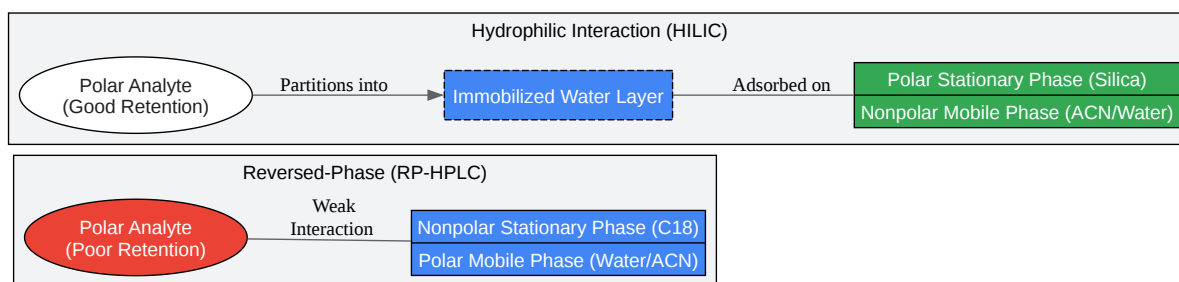 Hydrophilic Interaction (HILIC)
Polar Analyte
(Good Retention)
Partitions into
Immobilized Water Layer
Adsorbed on
Polar Stationary Phase (Silica)
Nonpolar Mobile Phase (ACN/Water)
Reversed-Phase (RP-HPLC)
Polar Analyte
(Poor Retention)
Weak
Interaction
Nonpolar Stationary Phase (C18)
Polar Mobile Phase (Water/ACN)